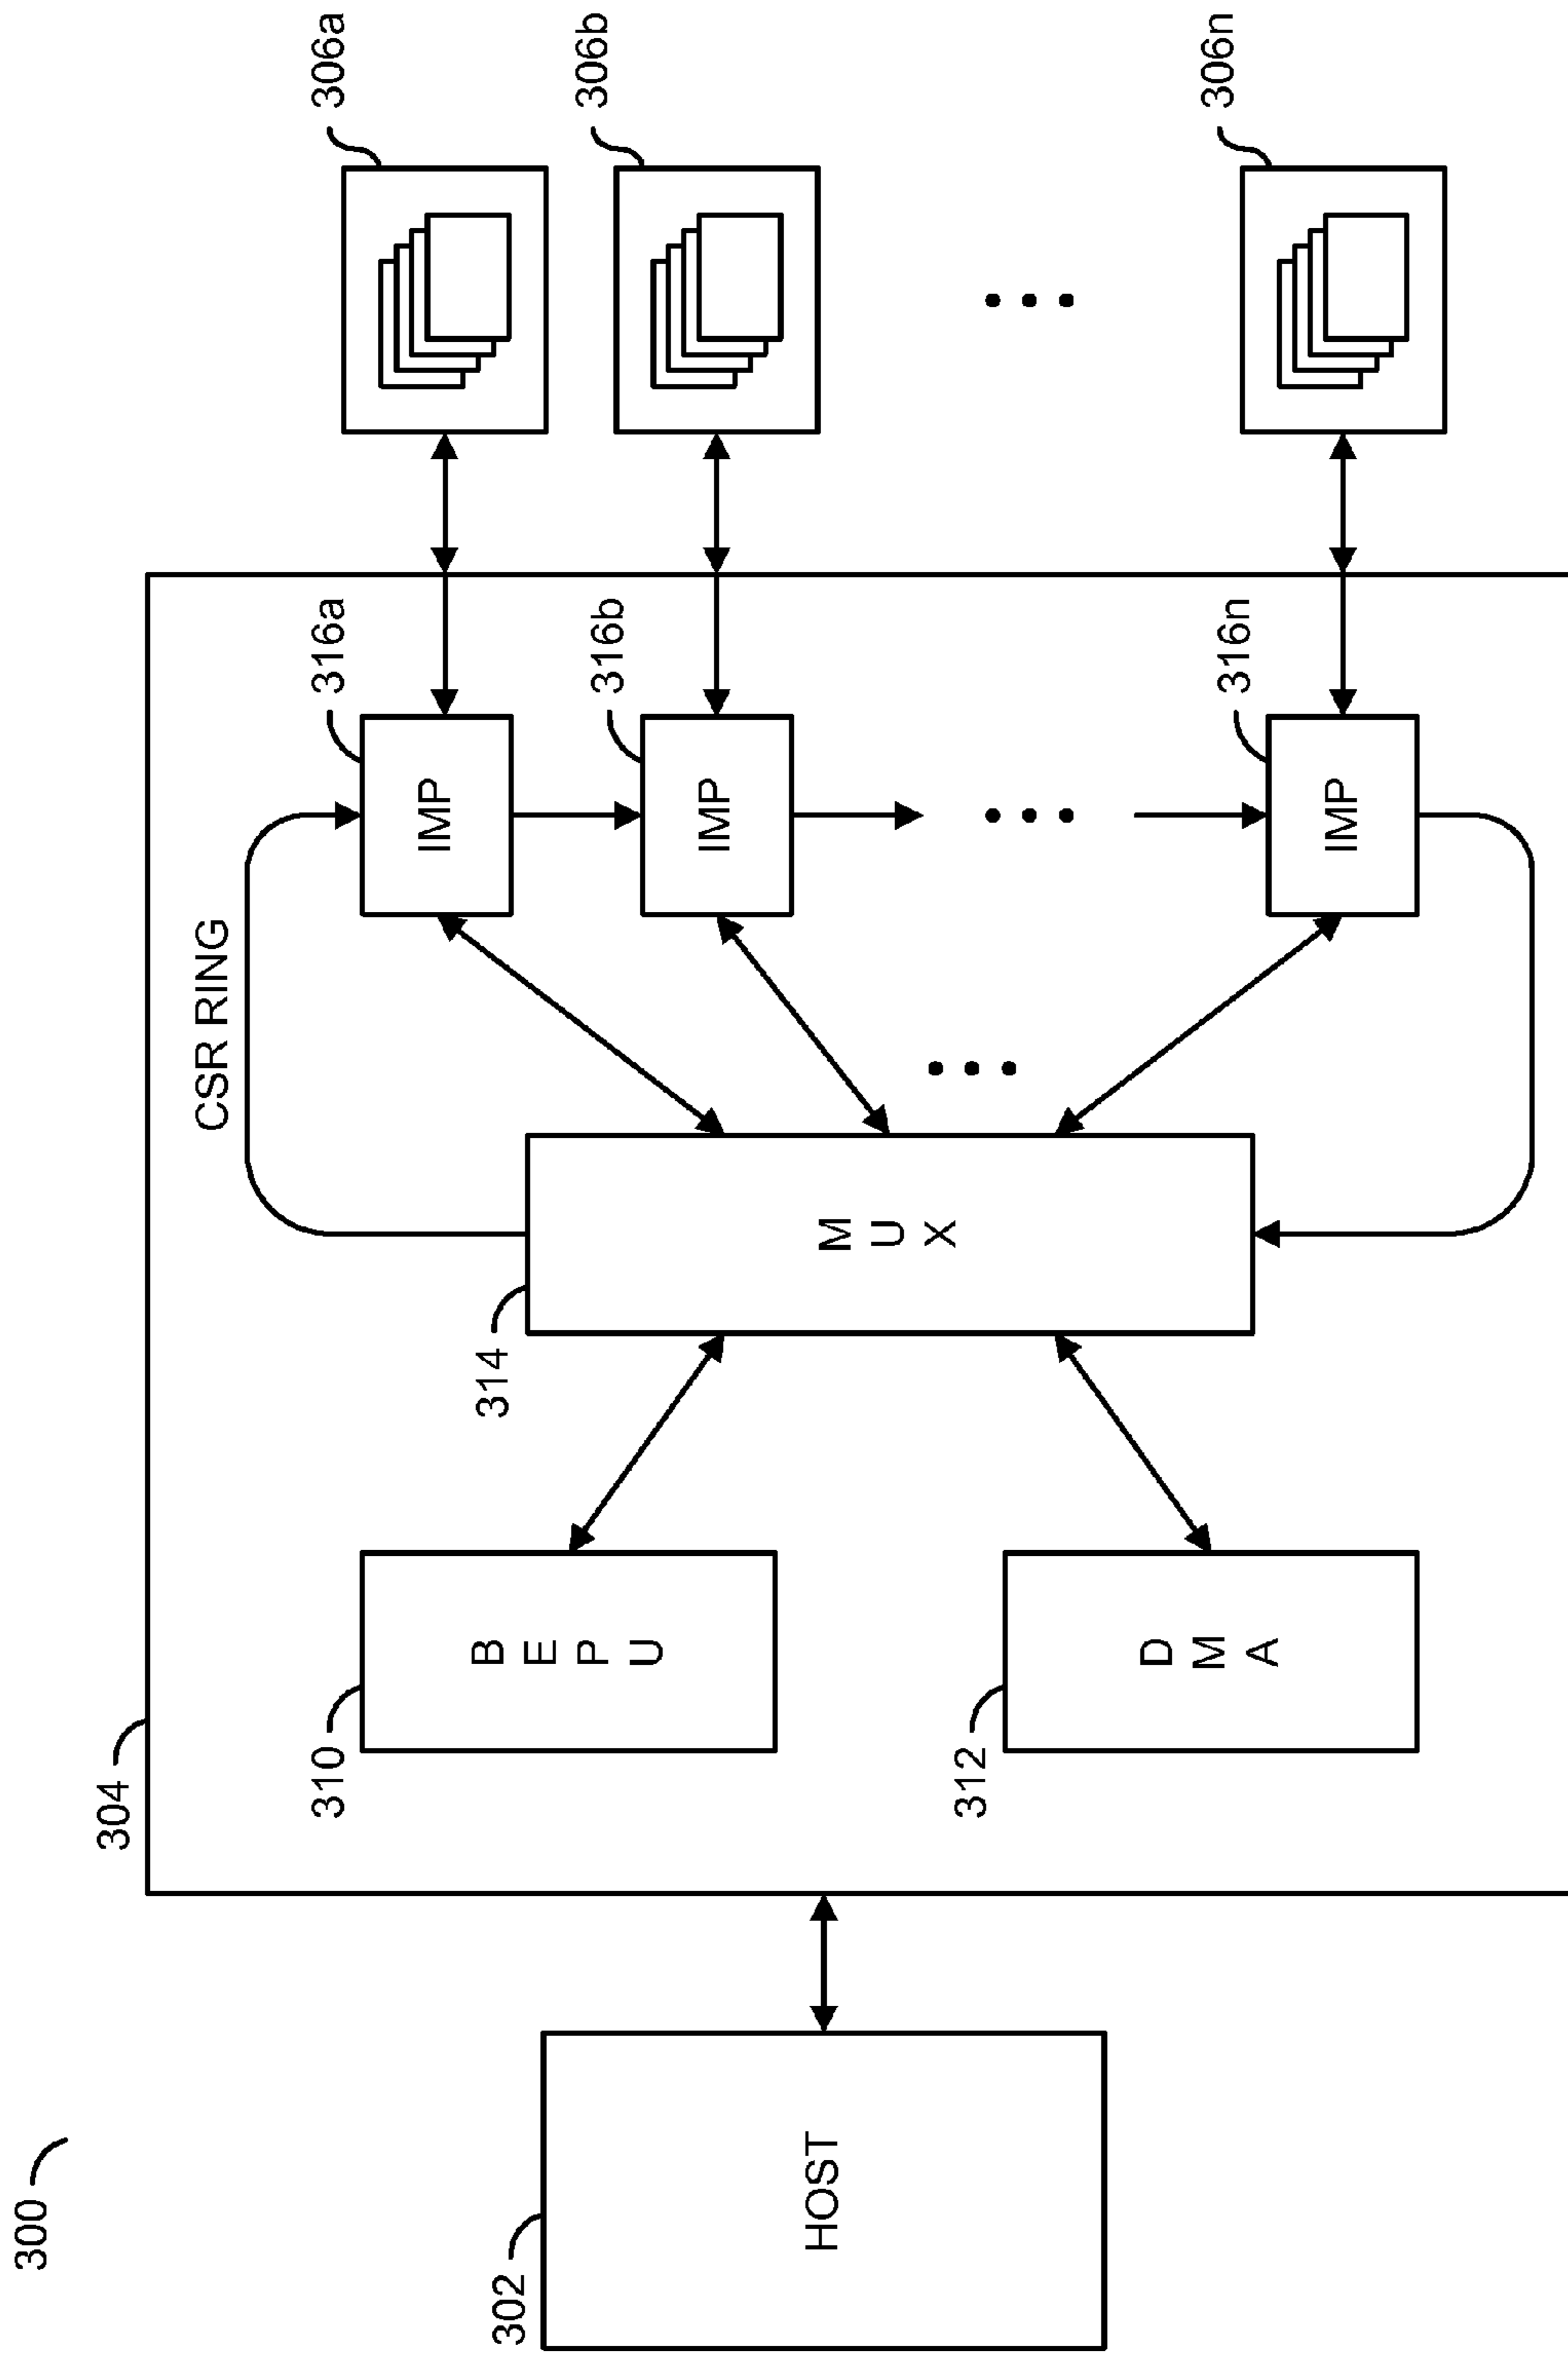 300
302
HOST
304
310
BEPU
312
DMA
314
MUX
CSR RING
316a
IMP
316b
IMP
316n
IMP
306a
306b
306n